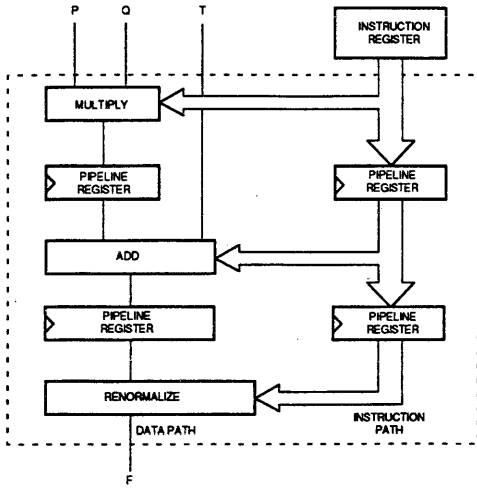 P Q T
INSTRUCTION
REGISTER
MULTIPLY
PIPELINE
REGISTER
PIPELINE
REGISTER
ADD
PIPELINE
REGISTER
PIPELINE
REGISTER
RENORMALIZE
DATA PATH
INSTRUCTION
PATH
F